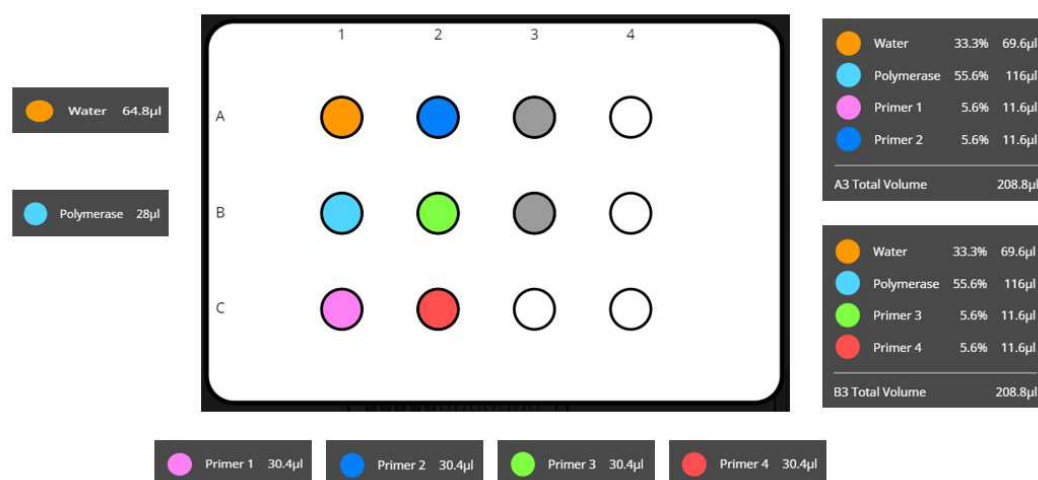 1 2 3 4
Water 64.8µl
A
Polymerase 28µl
B
C
Water 33.3% 69.6µl
Polymerase 55.6% 116µl
Primer 1 5.6% 11.6µl
Primer 2 5.6% 11.6µl
A3 Total Volume 208.8µl
Water 33.3% 69.6µl
Polymerase 55.6% 116µl
Primer 3 5.6% 11.6µl
Primer 4 5.6% 11.6µl
B3 Total Volume 208.8µl
Primer 1 30.4µl
Primer 2 30.4µl
Primer 3 30.4µl
Primer 4 30.4µl